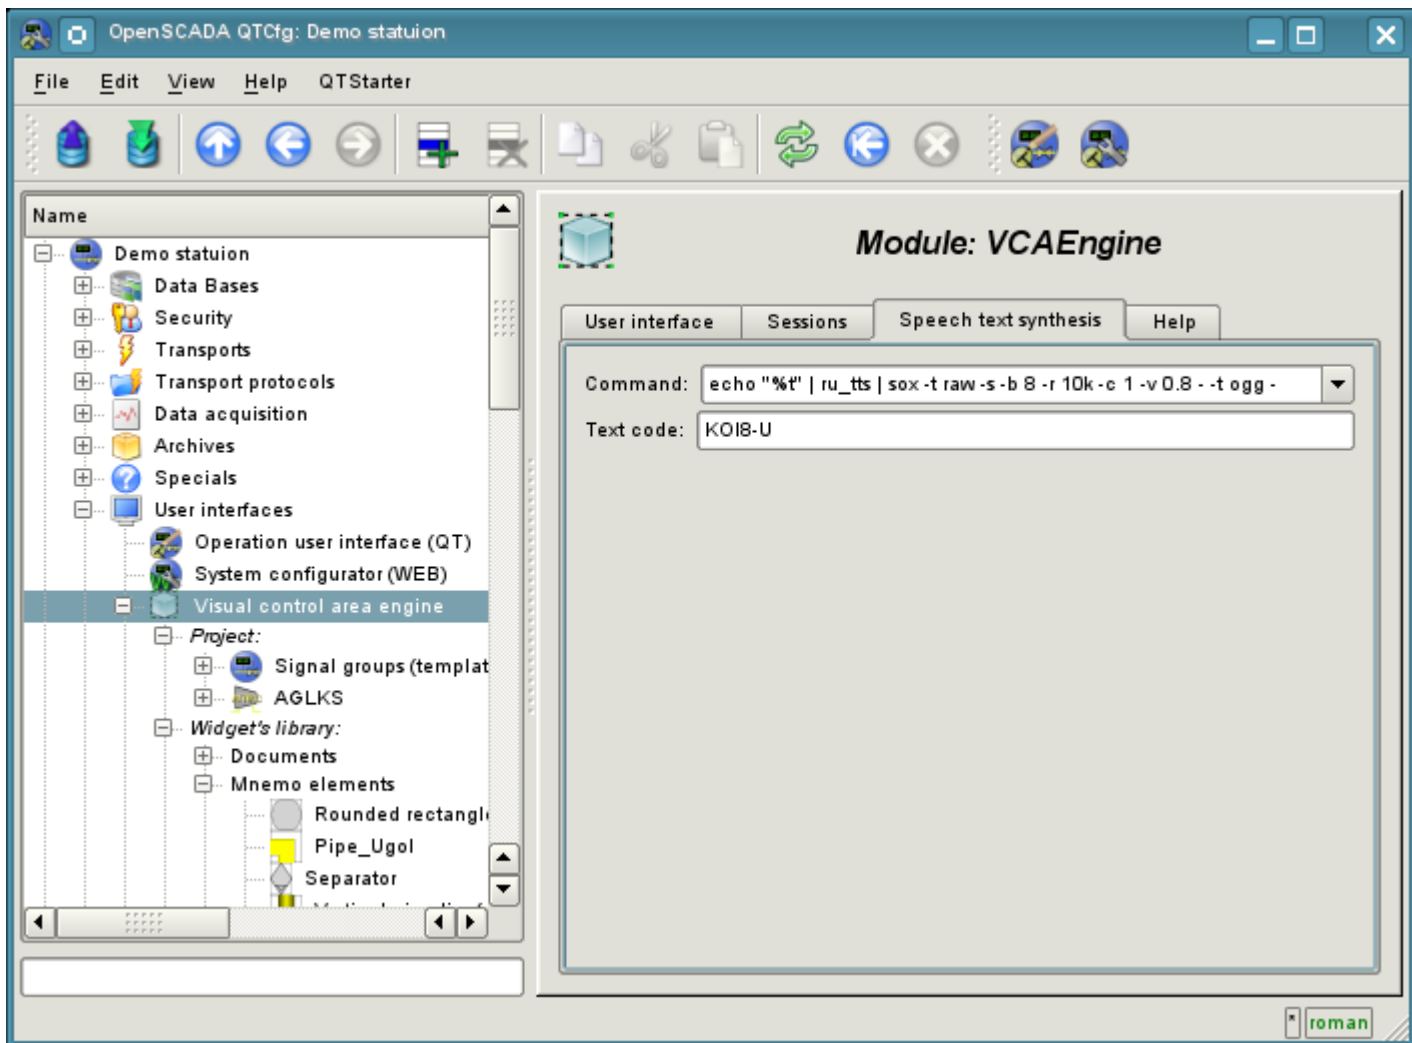 OpenSCADA QTCfg: Demo statuion
File Edit View Help QTStarter
Name
Demo statuion
Data Bases
Security
Transports
Transport protocols
Data acquisition
Archives
Specials
User interfaces
Operation user interface (QT)
System configurator (WEB)
Visual control area engine
Project:
Signal groups (templat
AGLKS
Widget's library:
Documents
Mnemo elements
Rounded rectangl
Pipe_Ugol
Separator
Module: VCAEngine
User interface Sessions Speech text synthesis Help
Command: echo "%t" | ru_tts | sox -t raw -s -b 8 -r 10k -c 1 -v 0.8 - -t ogg -
Text code: KOI8-U
* roman